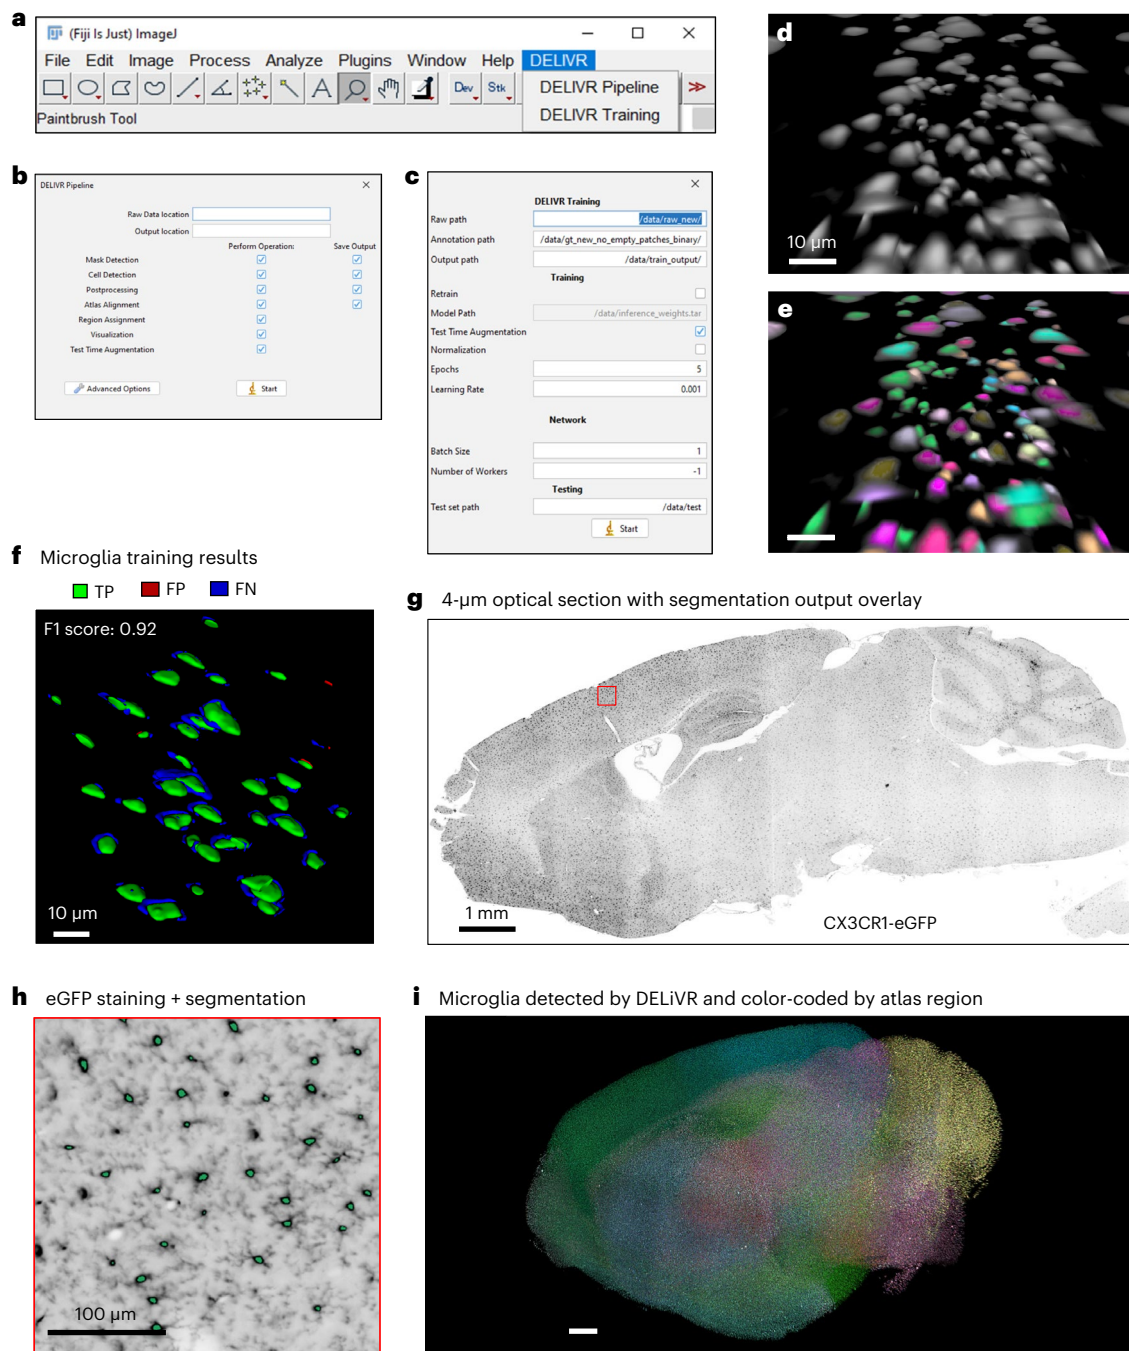 a
(Fiji Is Just) ImageJ
File Edit Image Process Analyze Plugins Window Help DELIVR
Dev Stk
DELIVR Pipeline
DELIVR Training
Paintbrush Tool
b
DELIVR Pipeline
Raw Data location
Output location
Perform Operation: Save Output
Mask Detection
Cell Detection
Postprocessing
Atlas Alignment
Region Assignment
Visualization
Test Time Augmentation
Advanced Options Start
c
DELIVR Training
Raw path /data/raw_new/
Annotation path /data/gt_new_no_empty_patches_binary/
Output path /data/train_output/
Training
Retrain
Model Path /data/inference_weights.tar
Test Time Augmentation
Normalization
Epochs 5
Learning Rate 0.001
Network
Batch Size 1
Number of Workers -1
Testing
Test set path /data/test
Start
d
10 µm
e
f Microglia training results
TP FP FN
F1 score: 0.92
10 µm
g 4-µm optical section with segmentation output overlay
1 mm
CX3CR1-eGFP
h eGFP staining + segmentation
100 µm
i Microglia detected by DELiVR and color-coded by atlas region